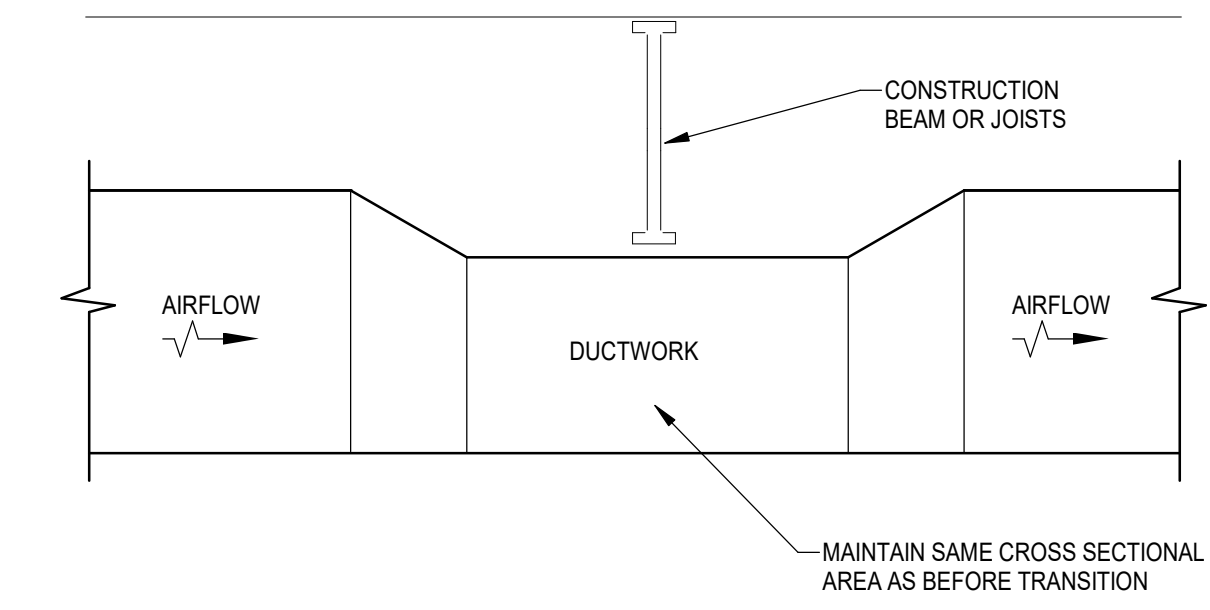 CONSTRUCTION
BEAM OR JOISTS
AIRFLOW
AIRFLOW
DUCTWORK
MAINTAIN SAME CROSS SECTIONAL
AREA AS BEFORE TRANSITION